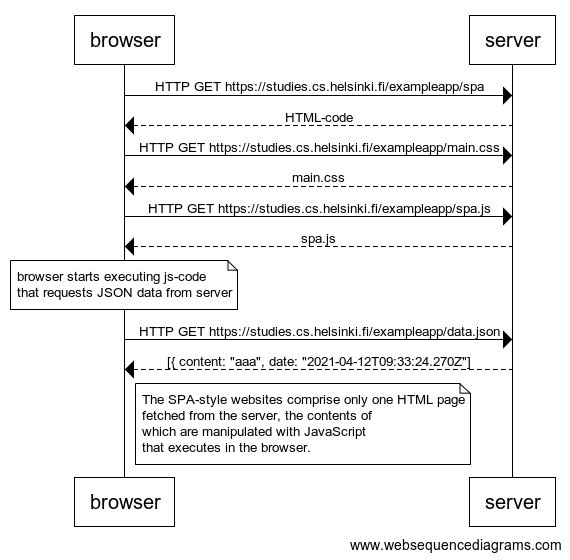 browser
server
HTTP GET https://studies.cs.helsinki.fi/exampleapp/spa
HTML-code
HTTP GET https://studies.cs.helsinki.fi/exampleapp/main.css
main.css
HTTP GET https://studies.cs.helsinki.fi/exampleapp/spa.js
spa.js
browser starts executing js-code
that requests JSON data from server
HTTP GET https://studies.cs.helsinki.fi/exampleapp/data.json
[{ content: "aaa", date: "2021-04-12T09:33:24.270Z"]
The SPA-style websites comprise only one HTML page
fetched from the server, the contents of
which are manipulated with JavaScript
that executes in the browser.
browser
server
www.websequencediagrams.com